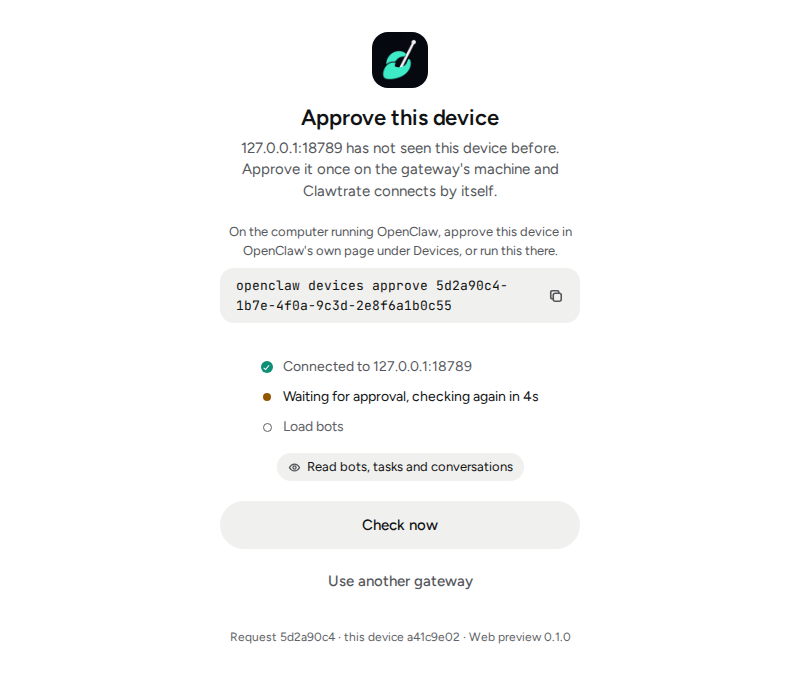 Approve this device
127.0.0.1:18789 has not seen this device before.
Approve it once on the gateway's machine and
Clawtrate connects by itself.
On the computer running OpenClaw, approve this device in
OpenClaw's own page under Devices, or run this there.
openclaw devices approve 5d2a90c4-
1b7e-4f0a-9c3d-2e8f6a1b0c55
Connected to 127.0.0.1:18789
Waiting for approval, checking again in 4s
Load bots
Read bots, tasks and conversations
Check now
Use another gateway
Request 5d2a90c4 · this device a41c9e02 · Web preview 0.1.0